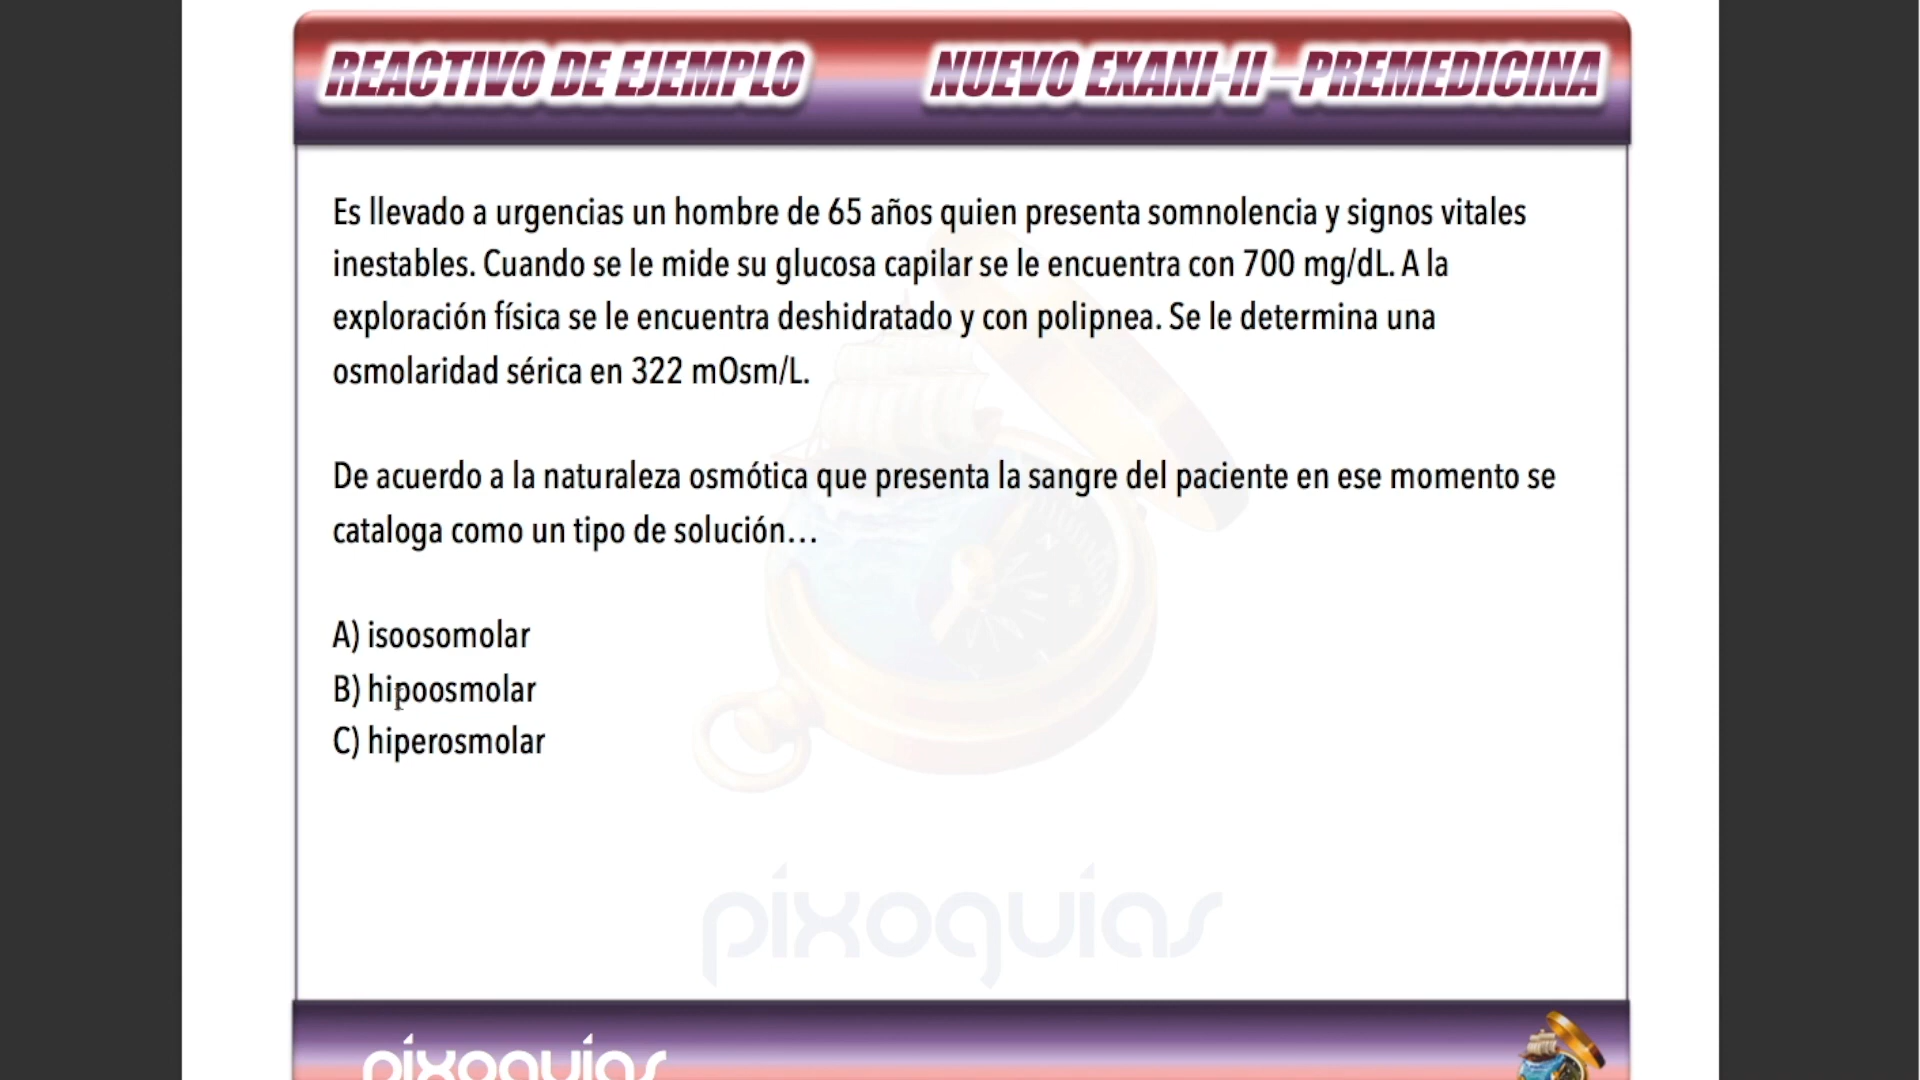 REACTIVO DE EJEMPLO
NUEVO EXANI-II – PREMEDICINA
Es llevado a urgencias un hombre de 65 años quien presenta somnolencia y signos vitales
inestables. Cuando se le mide su glucosa capilar se le encuentra con 700 mg/dL. A la
exploración física se le encuentra deshidratado y con polipnea. Se le determina una
osmolaridad sérica en 322 mOsm/L.
De acuerdo a la naturaleza osmótica que presenta la sangre del paciente en ese momento se
cataloga como un tipo de solución...
A) isoosomolar
B) hipoosmolar
C) hiperosmolar
pixoguias
pixoguias